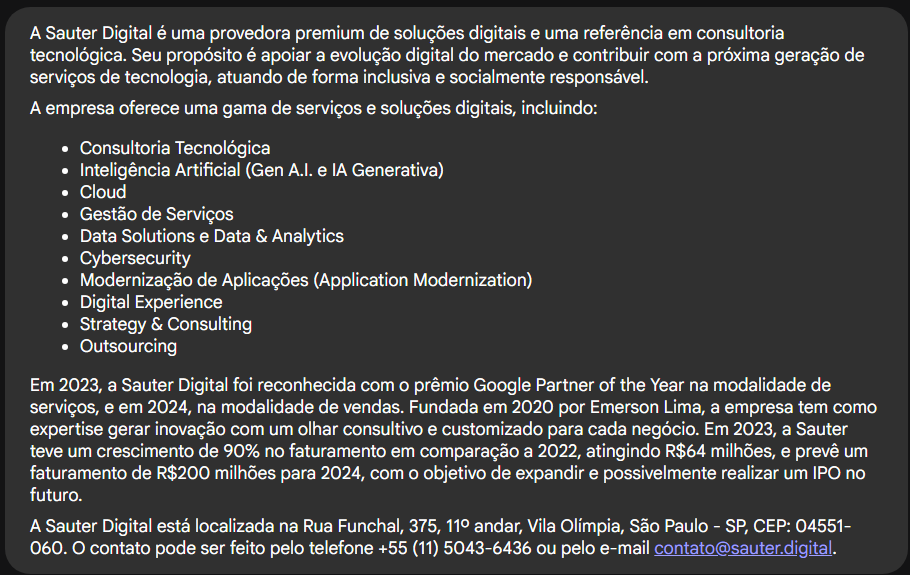 A Sauter Digital é uma provedora premium de soluções digitais e uma referência em consultoria
tecnológica. Seu propósito é apoiar a evolução digital do mercado e contribuir com a próxima geração de
serviços de tecnologia, atuando de forma inclusiva e socialmente responsável.
A empresa oferece uma gama de serviços e soluções digitais, incluindo:
• Consultoria Tecnológica
• Inteligência Artificial (Gen A.I. e IA Generativa)
• Cloud
• Gestão de Serviços
• Data Solutions e Data & Analytics
• Cybersecurity
• Modernização de Aplicações (Application Modernization)
• Digital Experience
• Strategy & Consulting
• Outsourcing
Em 2023, a Sauter Digital foi reconhecida com o prêmio Google Partner of the Year na modalidade de
serviços, e em 2024, na modalidade de vendas. Fundada em 2020 por Emerson Lima, a empresa tem como
expertise gerar inovação com um olhar consultivo e customizado para cada negócio. Em 2023, a Sauter
teve um crescimento de 90% no faturamento em comparação a 2022, atingindo R$64 milhões, e prevê um
faturamento de R$200 milhões para 2024, com o objetivo de expandir e possivelmente realizar um IPO no
futuro.
A Sauter Digital está localizada na Rua Funchal, 375, 11º andar, Vila Olímpia, São Paulo - SP, CEP: 04551-
060. O contato pode ser feito pelo telefone +55 (11) 5043-6436 ou pelo e-mail contato@sauter.digital.